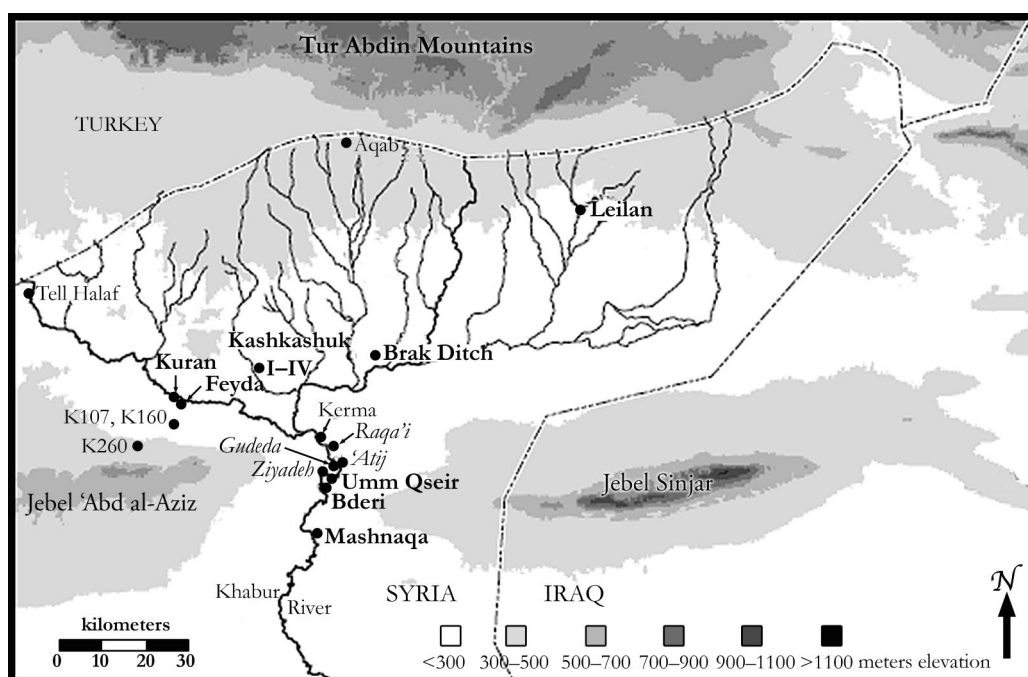 Tur Abdin Mountains
TURKEY
Aqab
Leilan
Tell Halaf
Kashkashuk
I–IV
Brak Ditch
Kuran
Feyda
K107, K160
K260
Kerma
Raqa'i
Gudeda
'Atij
Ziyadeh
Umm Qseir
Bderi
Jebel 'Abd al-Aziz
Jebel Sinjar
Mashnaqa
Khabur
River
SYRIA
IRAQ
N
kilometers
0 10 20 30
<300 300–500 500–700 700–900 900–1100 >1100 meters elevation